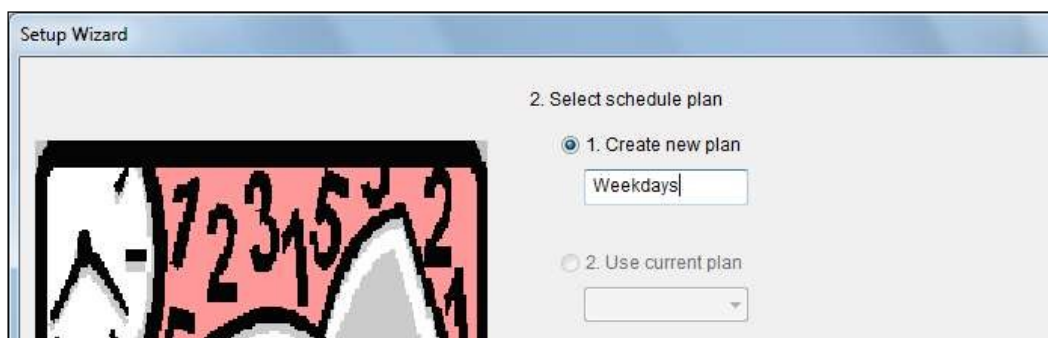 Setup Wizard
2. Select schedule plan
1. Create new plan
Weekdays
2. Use current plan